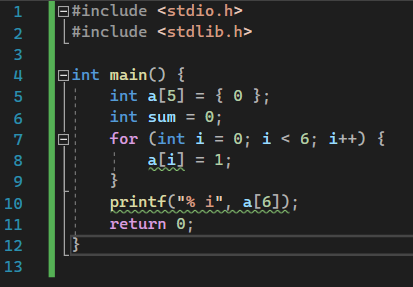 1 #include <stdio.h>
2 #include <stdlib.h>
3
4 int main() {
5 int a[5] = { 0 };
6 int sum = 0;
7 for (int i = 0; i < 6; i++) {
8 a[i] = 1;
9 }
10 printf("% i", a[6]);
11 return 0;
12 }
13